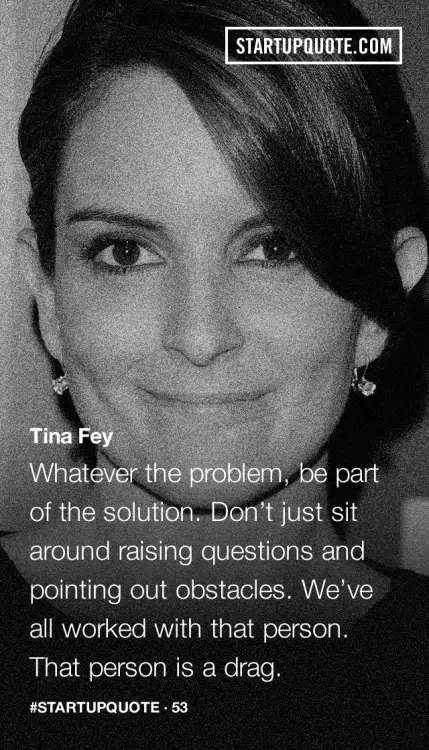 STARTUPQUOTE.COM
Tina Fey
Whatever the problem, be part
of the solution. Don’t just sit
around raising questions and
pointing out obstacles. We’ve
all worked with that person.
That person is a drag.
#STARTUPQUOTE · 53